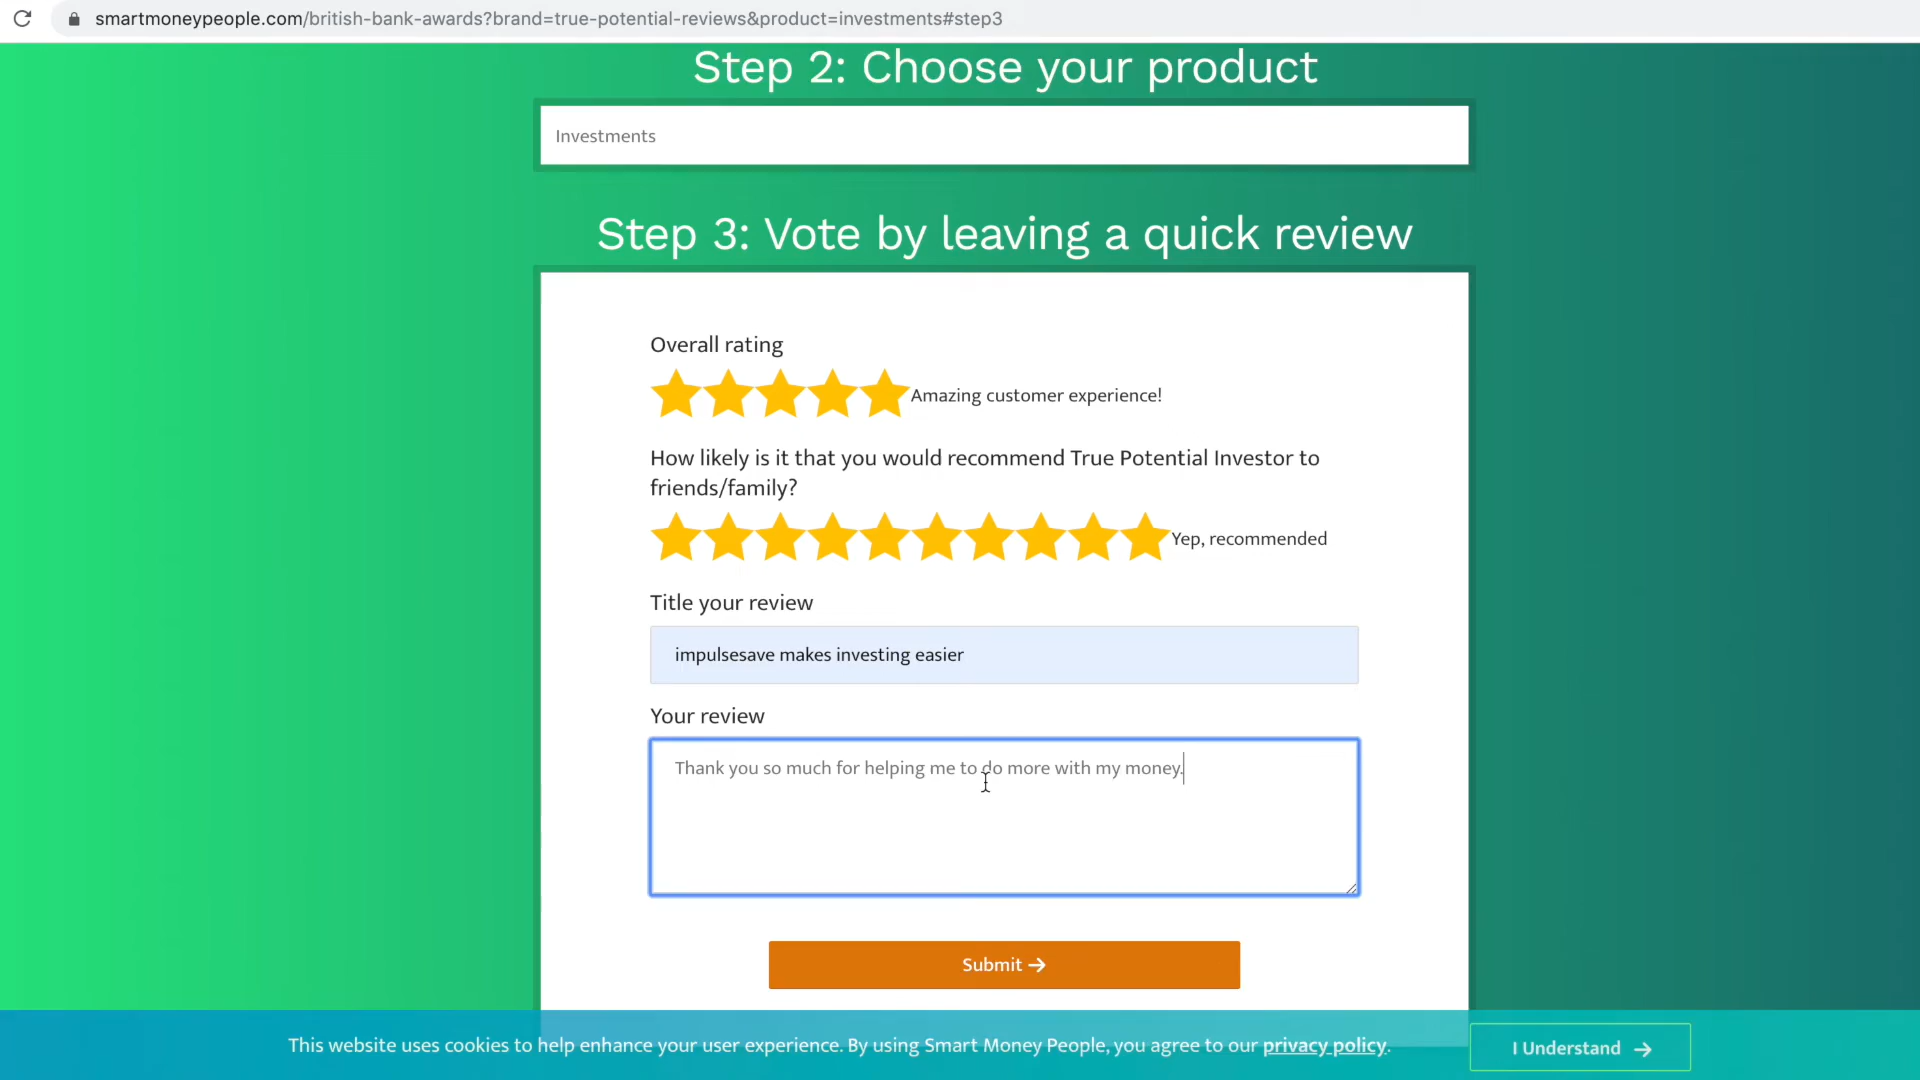 smartmoneypeople.com/british-bank-awards?brand=true-potential-reviews&product=investments#step3
Step 2: Choose your product
Investments
Step 3: Vote by leaving a quick review
Overall rating
Amazing customer experience!
How likely is it that you would recommend True Potential Investor to
friends/family?
Yep, recommended
Title your review
impulsesave makes investing easier
Your review
Thank you so much for helping me to do more with my money.
Submit →
This website uses cookies to help enhance your user experience. By using Smart Money People, you agree to our privacy policy.
I Understand →